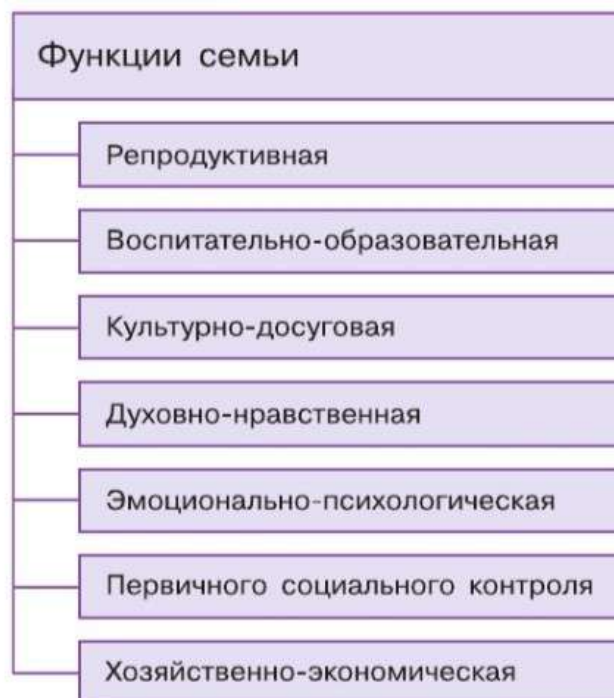 Функции семьи
Репродуктивная
Воспитательно-образовательная
Культурно-досуговая
Духовно-нравственная
Эмоционально-психологическая
Первичного социального контроля
Хозяйственно-экономическая